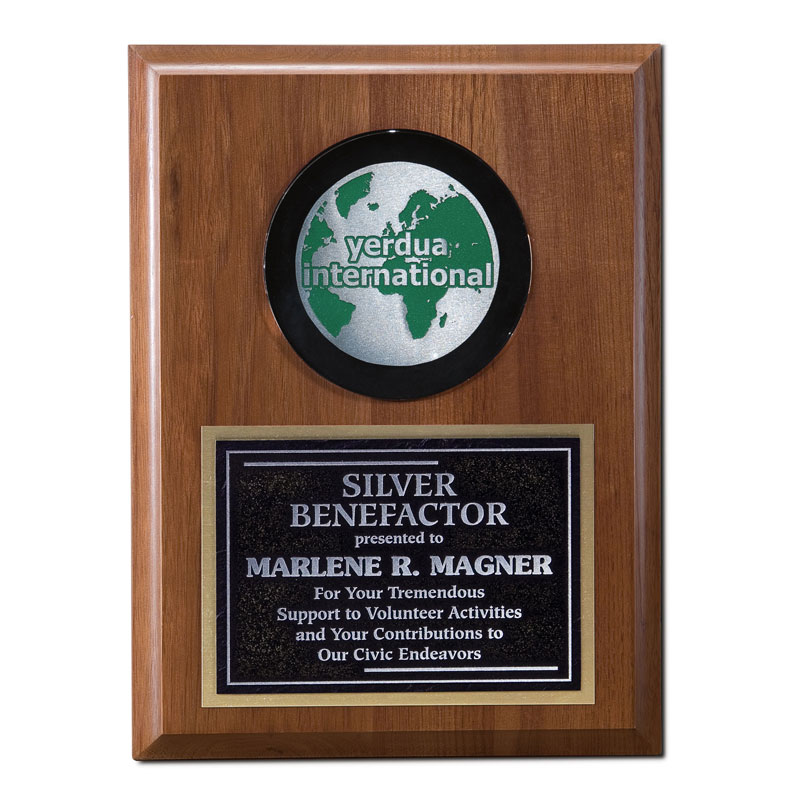 yerdua
international
SILVER
BENEFACTOR
presented to
MARLENE R. MAGNER
For Your Tremendous
Support to Volunteer Activities
and Your Contributions to
Our Civic Endeavors